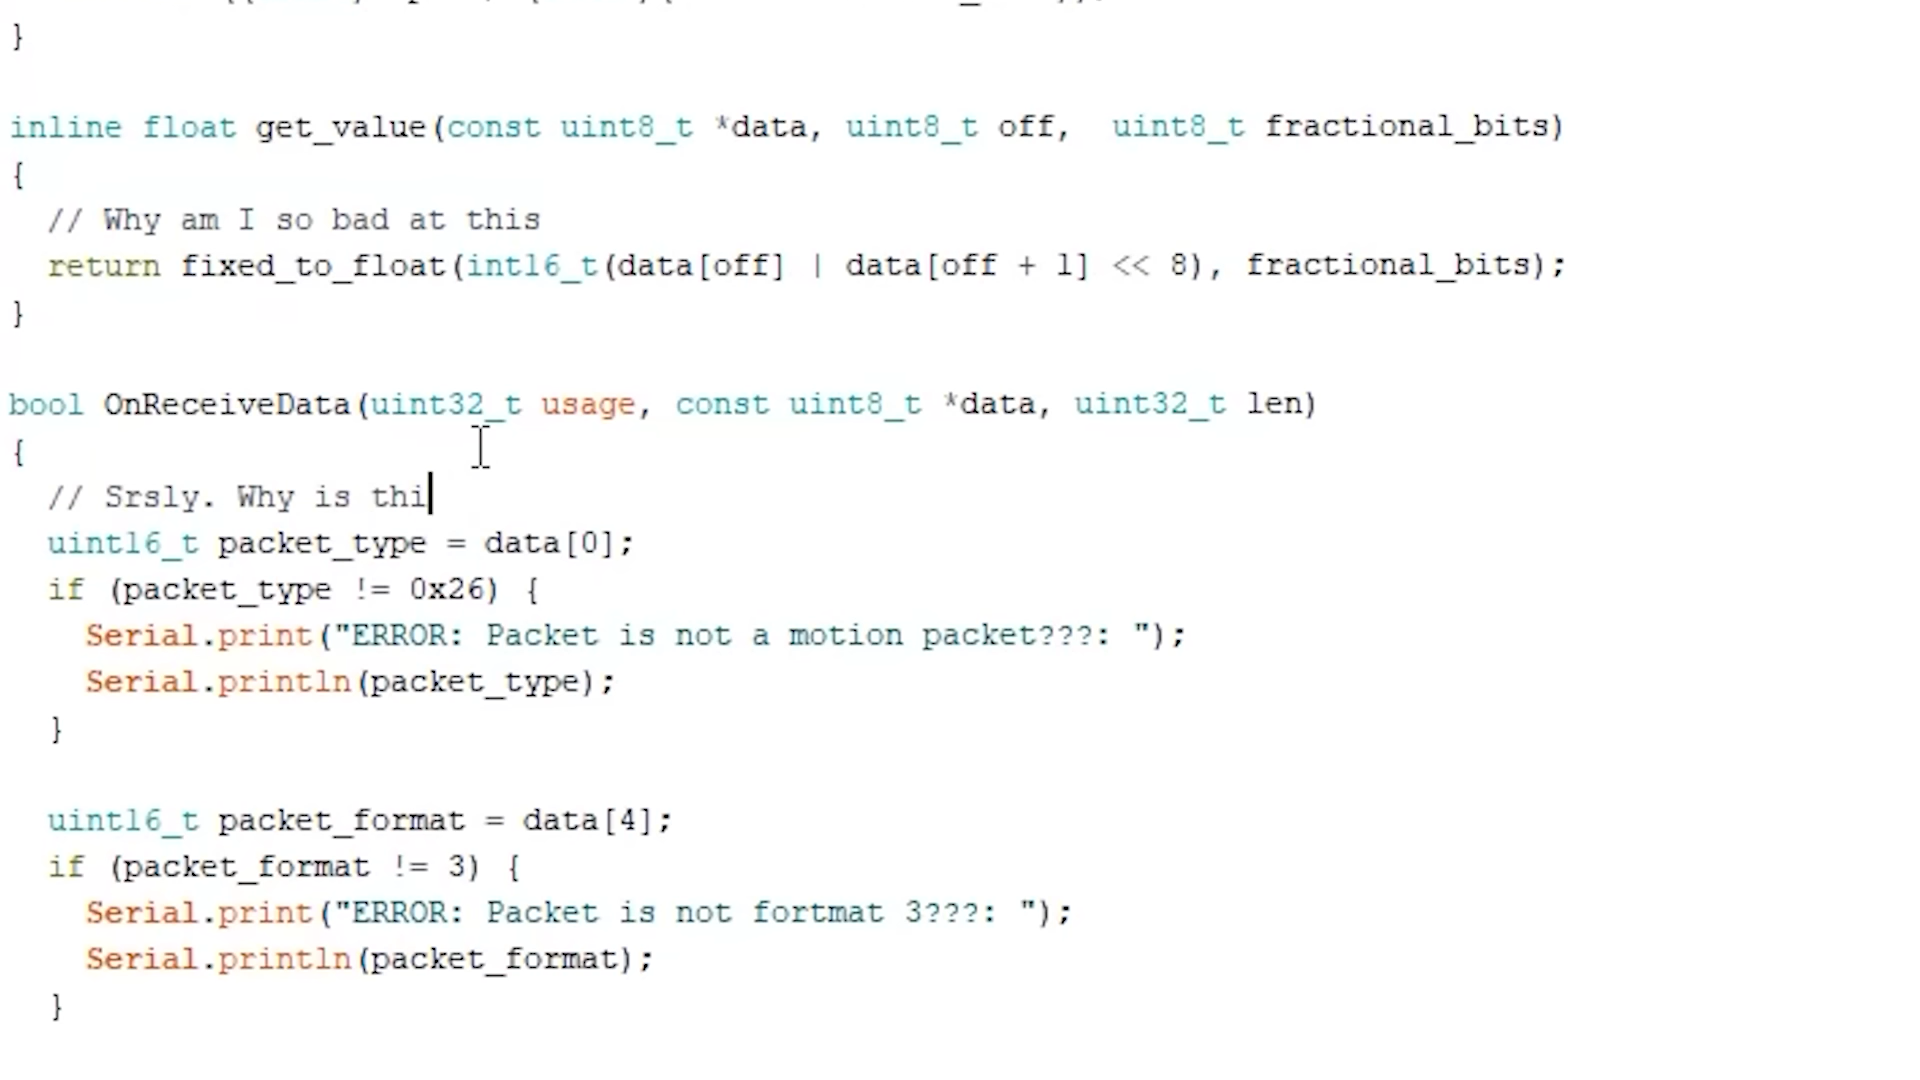 }
inline float get_value(const uint8_t *data, uint8_t off,  uint8_t fractional_bits)
{
  // Why am I so bad at this
  return fixed_to_float(int16_t(data[off] | data[off + 1] << 8), fractional_bits);
}
bool OnReceiveData(uint32_t usage, const uint8_t *data, uint32_t len)
{
  // Srsly. Why is thi
  uint16_t packet_type = data[0];
  if (packet_type != 0x26) {
    Serial.print("ERROR: Packet is not a motion packet???: ");
    Serial.println(packet_type);
  }
  uint16_t packet_format = data[4];
  if (packet_format != 3) {
    Serial.print("ERROR: Packet is not fortmat 3???: ");
    Serial.println(packet_format);
  }